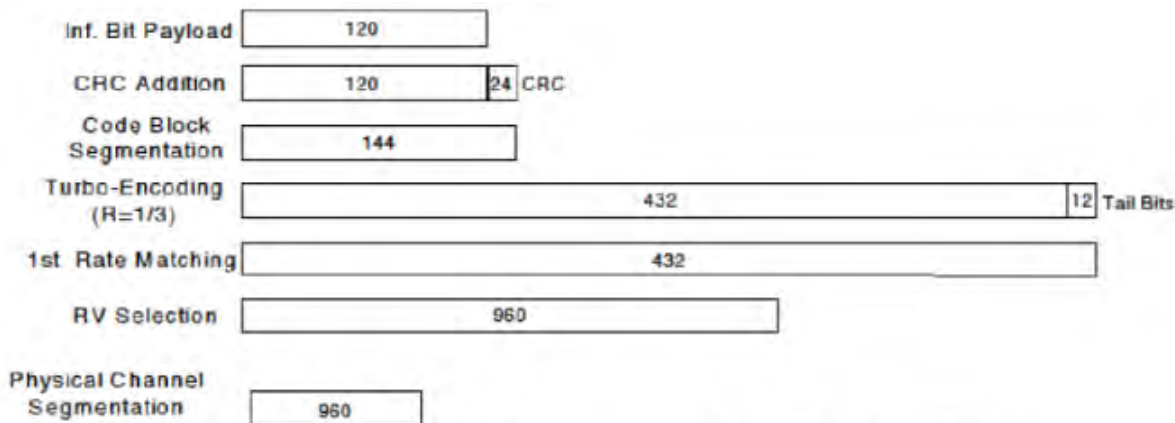 Inf. Bit Payload 120
CRC Addition 120 24 CRC
Code Block
Segmentation 144
Turbo-Encoding
(R=1/3) 432 12 Tail Bits
1st Rate Matching 432
RV Selection 960
Physical Channel
Segmentation 960